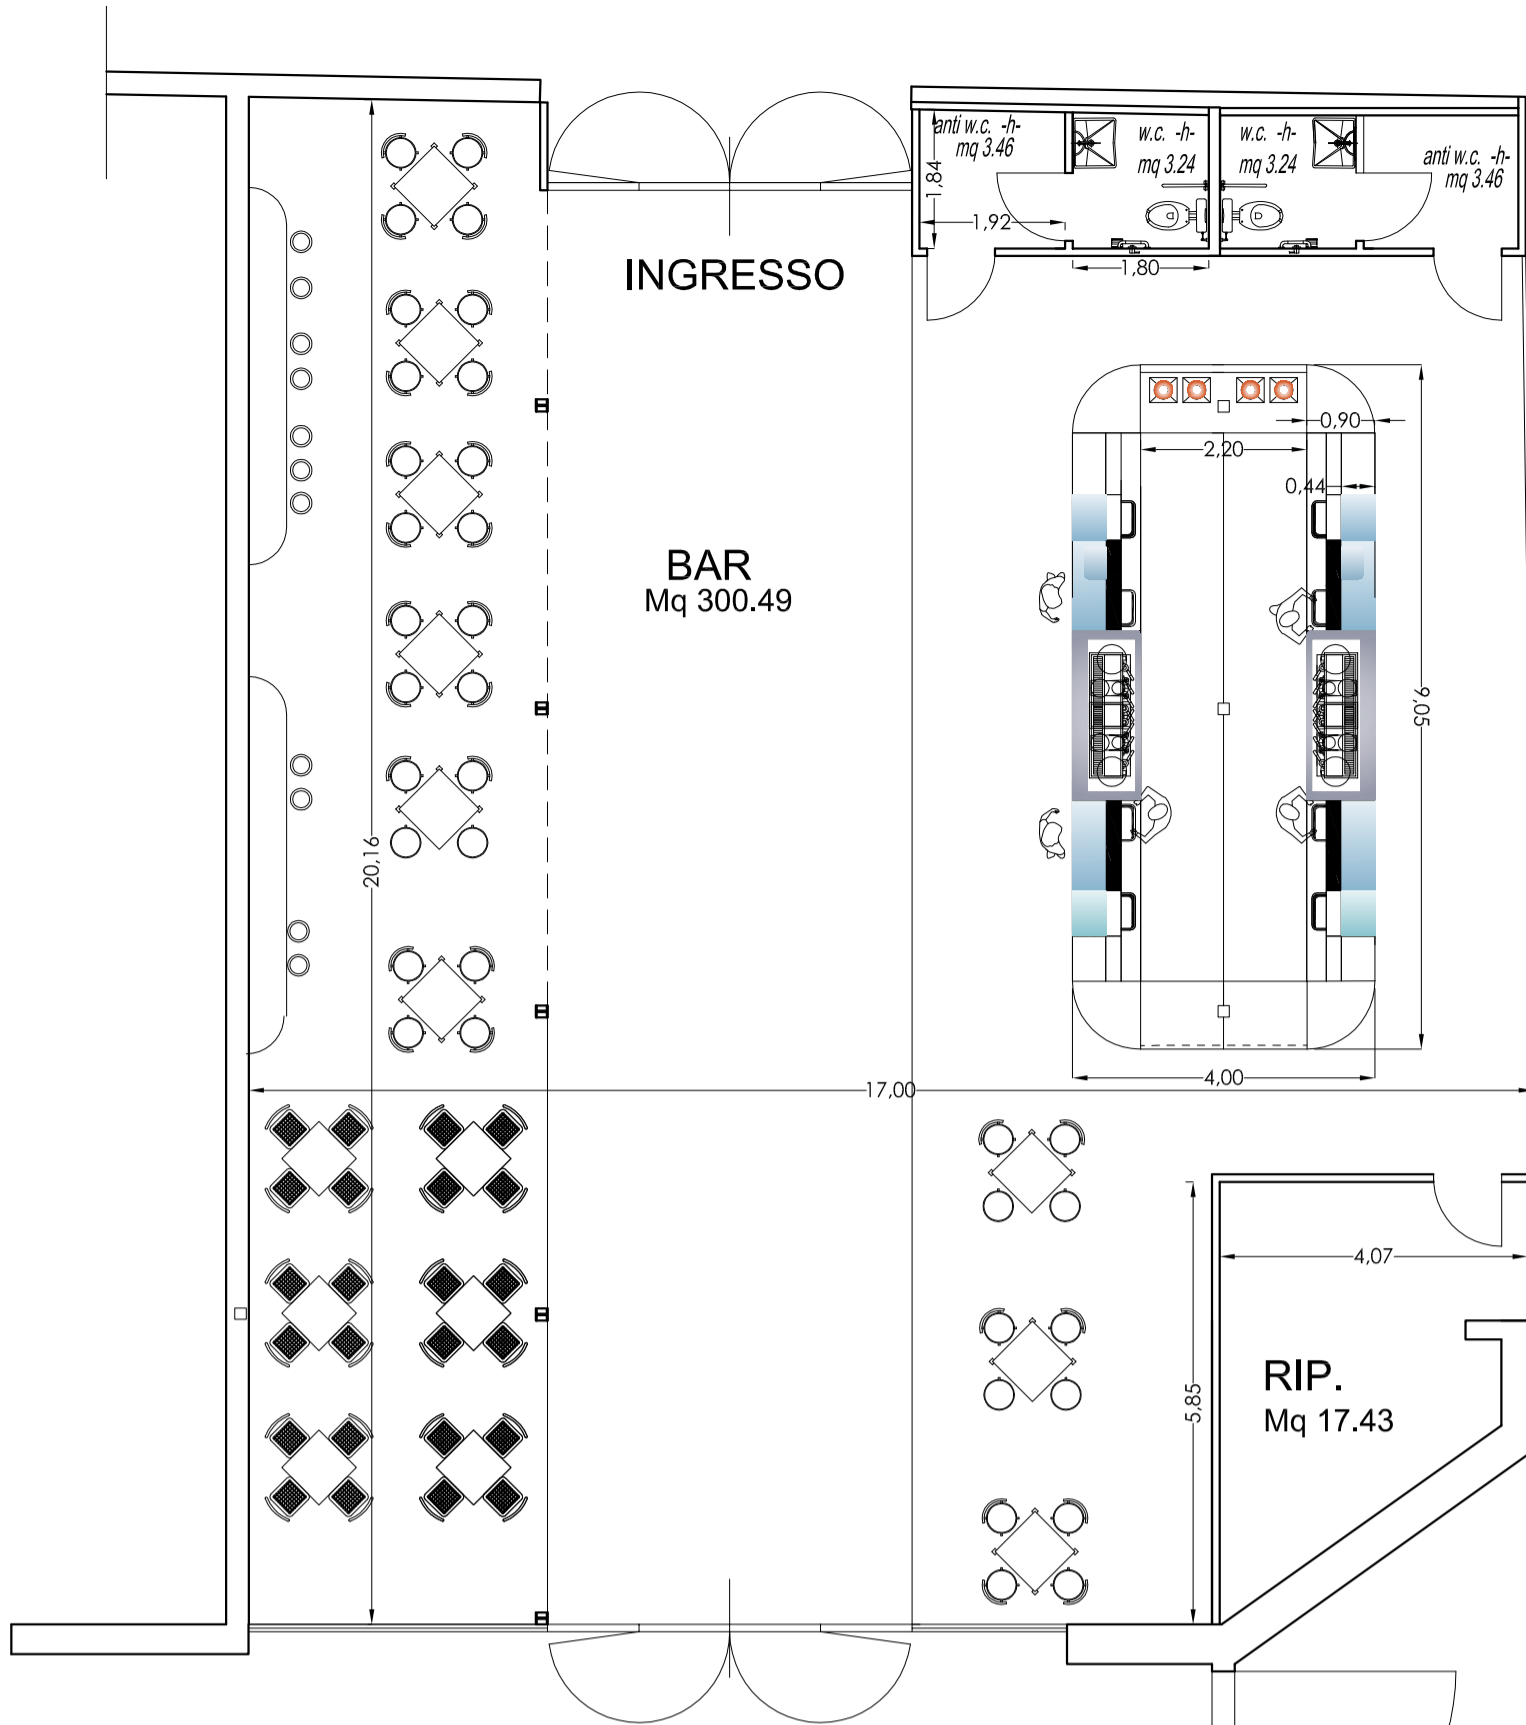 anti w.c. -h-
mq 3.46
w.c. -h-
mq 3.24
w.c. -h-
mq 3.24
anti w.c. -h-
mq 3.46
1,84
1,92
1,80
INGRESSO
0,90
2,20
0,44
BAR
Mq 300.49
9,05
20,16
4,00
17,00
4,07
5,85
RIP.
Mq 17.43